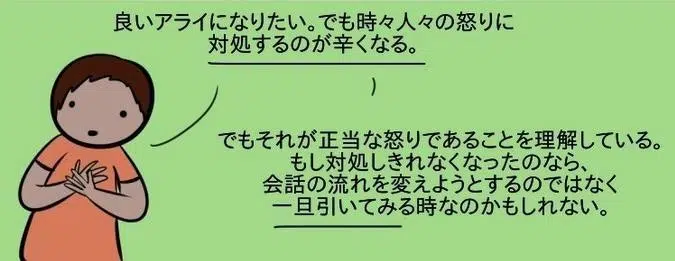 良いアライになりたい。でも時々人々の怒りに
対処するのが辛くなる。
でもそれが正当な怒りであることを理解している。
もし対処しきれなくなったのなら、
会話の流れを変えようとするのではなく
一旦引いてみる時なのかもしれない。